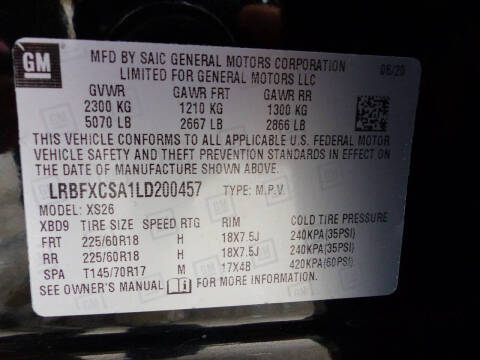 GM
MFD BY SAIC GENERAL MOTORS CORPORATION 06/20
LIMITED FOR GENERAL MOTORS LLC
GVWR GAWR FRT GAWR RR
2300 KG 1210 KG 1300 KG
5070 LB 2667 LB 2866 LB
THIS VEHICLE CONFORMS TO ALL APPLICABLE U.S. FEDERAL MOTOR
VEHICLE SAFETY AND THEFT PREVENTION STANDARDS IN EFFECT ON
THE DATE OF MANUFACTURE SHOWN ABOVE.
LRBFXCSA1LD200457 TYPE: M.P.V.
MODEL: XS26
XBD9 TIRE SIZE SPEED RTG RIM COLD TIRE PRESSURE
FRT 225/60R18 H 18X7.5J 240KPA(35PSI)
RR 225/60R18 H 18X7.5J 240KPA(35PSI)
SPA T145/70R17 M 17X4B 420KPA(60PSI)
SEE OWNER'S MANUAL FOR MORE INFORMATION